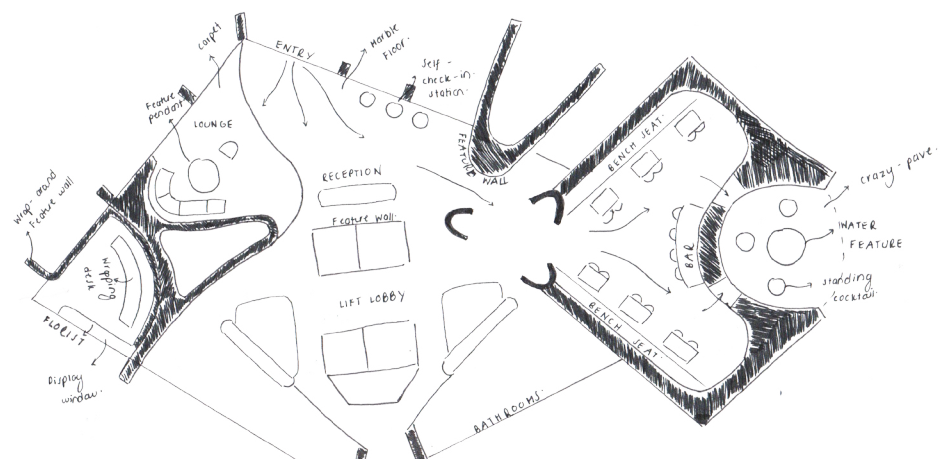 carpet
ENTRY
Marble
Floor.
Self-
check-in-
station.
Feature
pendant
LOUNGE
FEATURE
WALL
BENCH SEAT.
RECEPTION
Feature Wall.
Wrap-around
Feature wall
Wrapping
desk
FLORIST
Display
window.
LIFT LOBBY
BATHROOMS.
BENCH SEAT.
BAR
crazy-pave.
WATER
FEATURE
standing
cocktail.